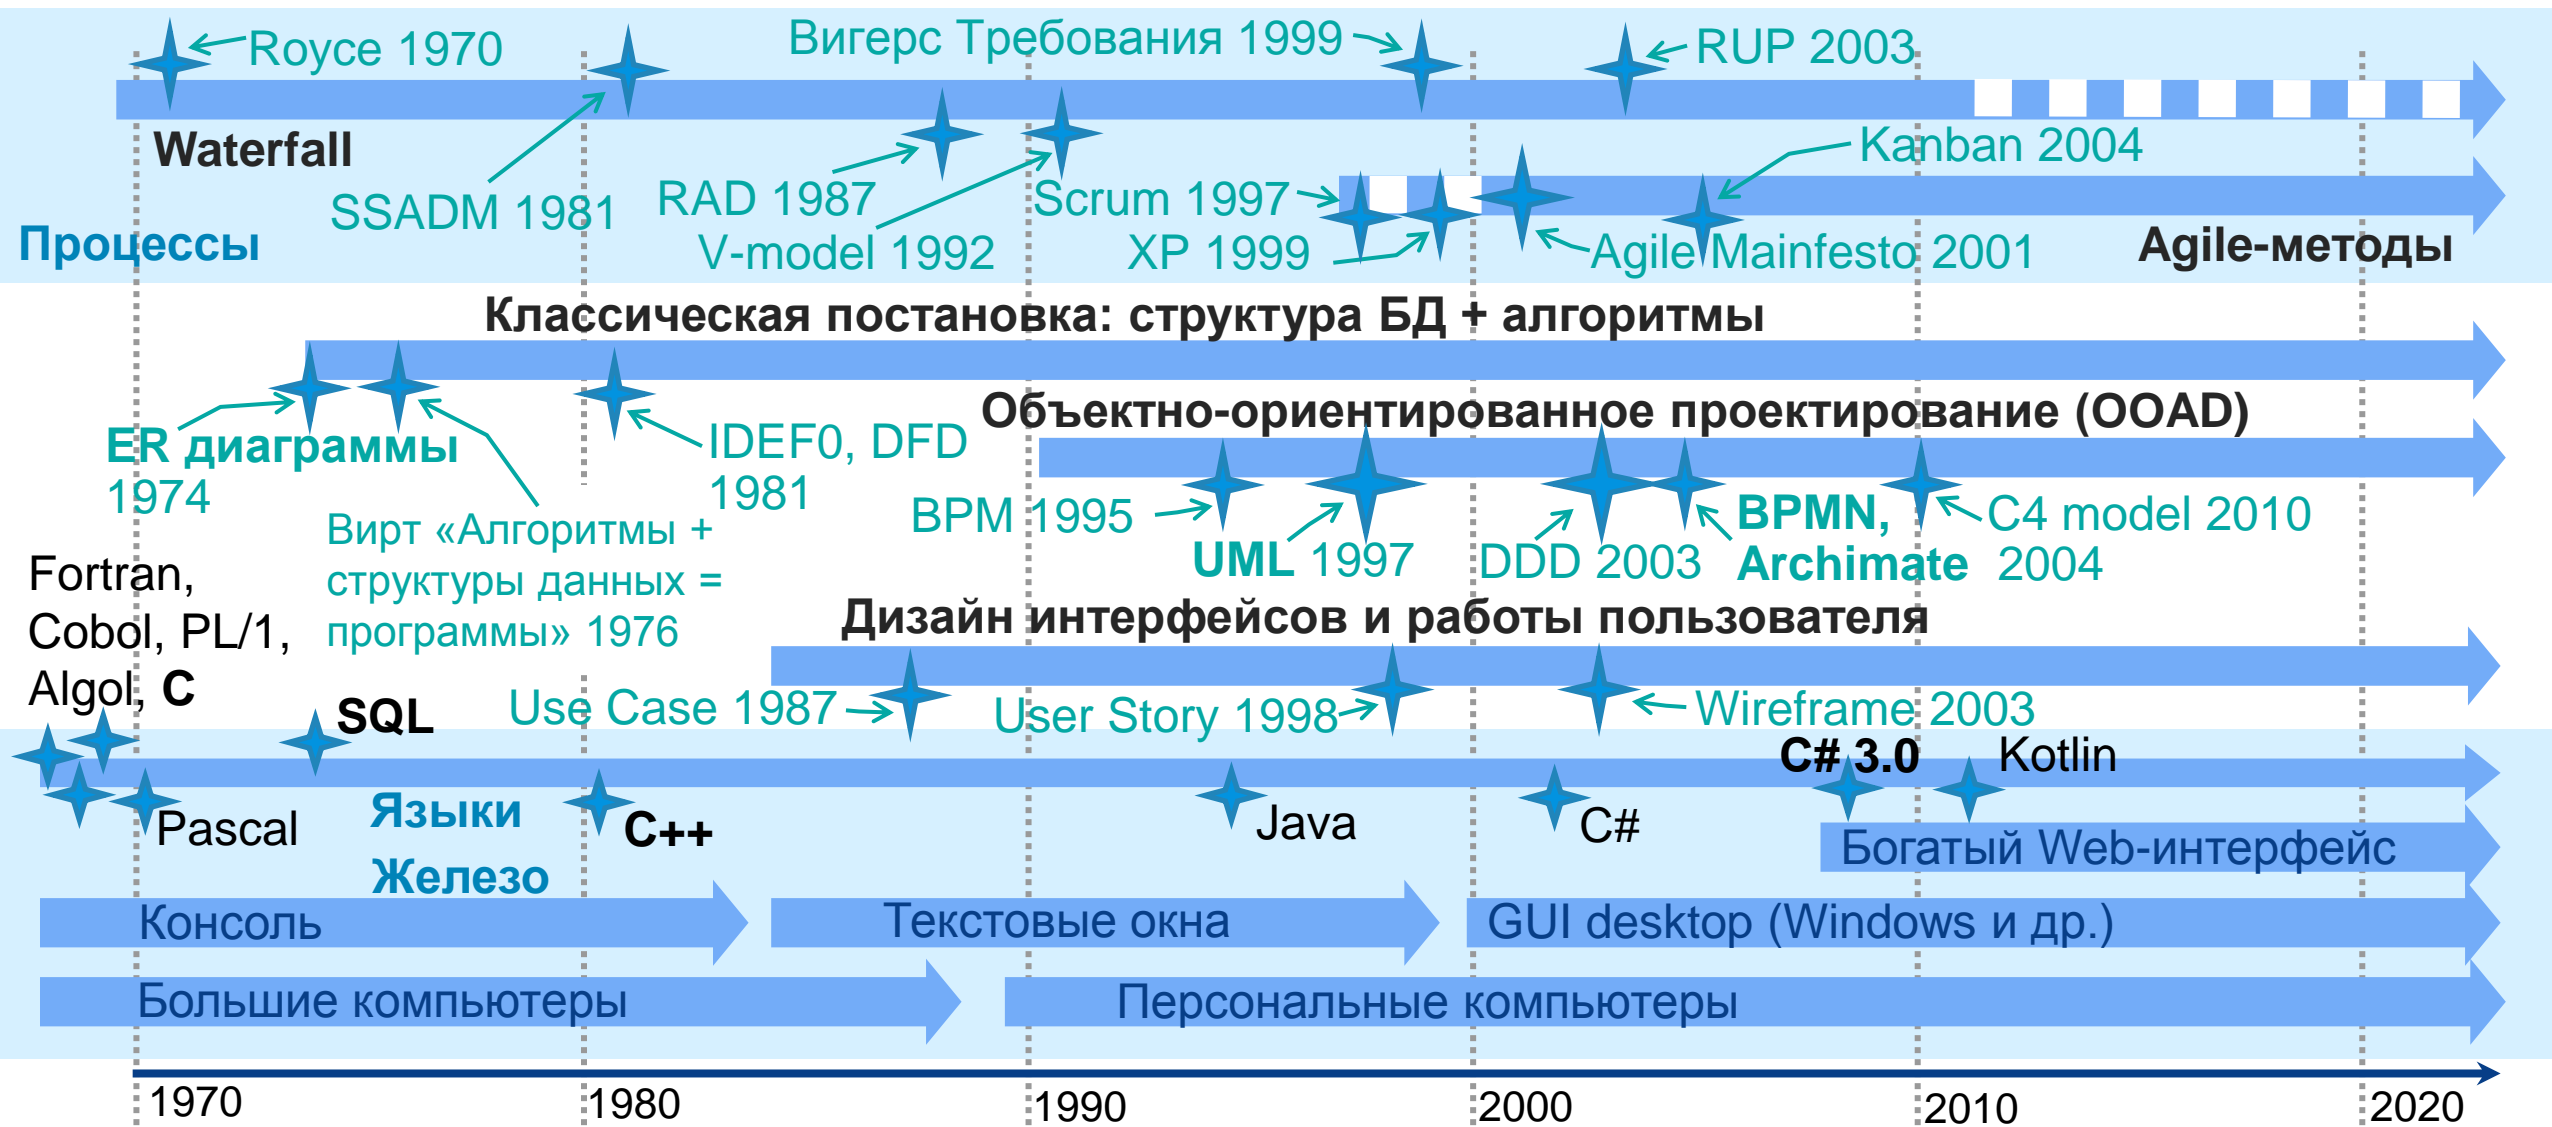 Royce 1970
Вигерс Требования 1999
RUP 2003
Waterfall
Kanban 2004
SSADM 1981
RAD 1987
Scrum 1997
V-model 1992
XP 1999
Agile Mainfesto 2001
Agile-методы
Процессы
Классическая постановка: структура БД + алгоритмы
Объектно-ориентированное проектирование (OOAD)
ER диаграммы
1974
IDEF0, DFD
1981
Вирт «Алгоритмы +
структуры данных =
программы» 1976
BPM 1995
UML 1997
DDD 2003
BPMN,
Archimate 2004
C4 model 2010
Fortran,
Cobol, PL/1,
Algol, C
Дизайн интерфейсов и работы пользователя
SQL
Use Case 1987
User Story 1998
Wireframe 2003
C# 3.0
Kotlin
Pascal
Языки
C++
Java
C#
Богатый Web-интерфейс
Железо
Консоль
Текстовые окна
GUI desktop (Windows и др.)
Большие компьютеры
Персональные компьютеры
1970
1980
1990
2000
2010
2020